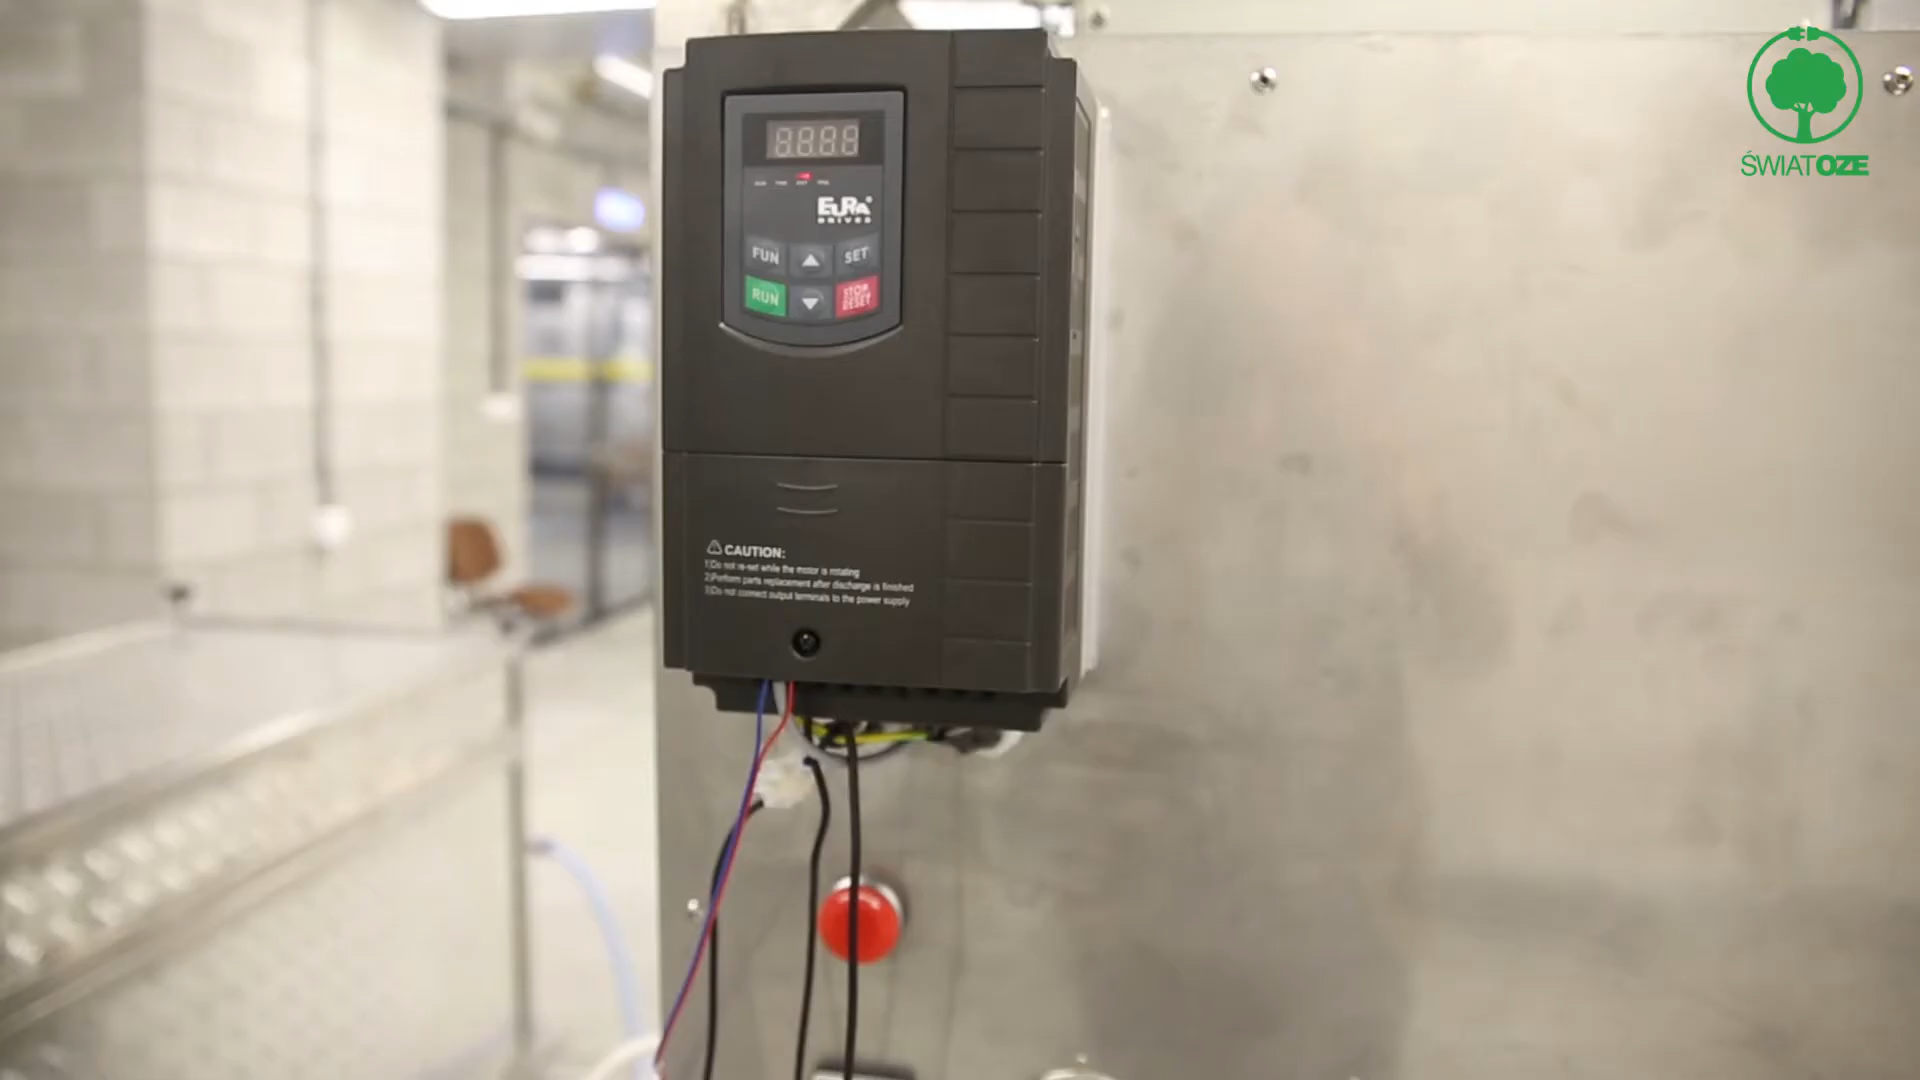 8888
EURA®
DRIVES
FUN
SET
RUN
STOP
RESET
CAUTION:
1)Do not re-set while the motor is rotating
2)Perform parts replacement after discharge is finished
3)Do not connect output terminals to the power supply
ŚWIATOZE